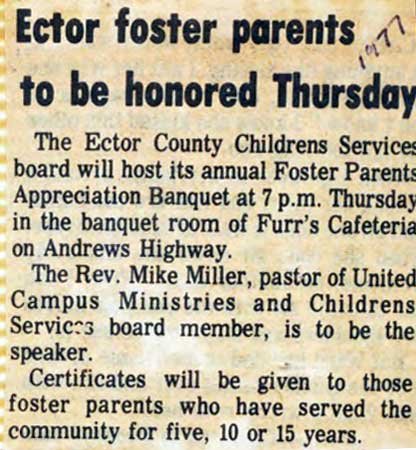 Ector foster parents
1977
to be honored Thursday
The Ector County Childrens Services
board will host its annual Foster Parents
Appreciation Banquet at 7 p.m. Thursday
in the banquet room of Furr's Cafeteria
on Andrews Highway.
The Rev. Mike Miller, pastor of United
Campus Ministries and Childrens
Services board member, is to be the
speaker.
Certificates will be given to those
foster parents who have served the
community for five, 10 or 15 years.